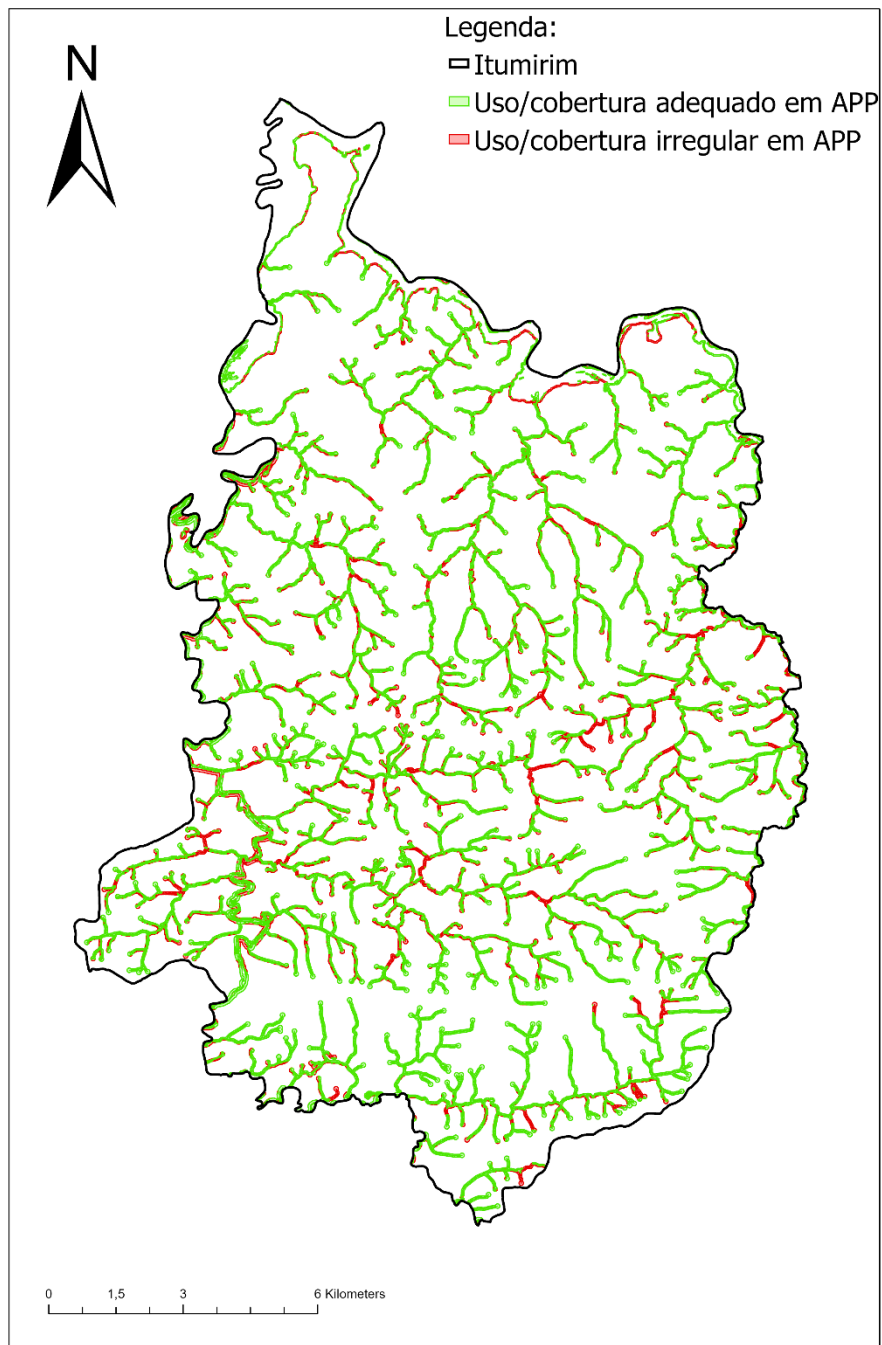 Legenda:
N
Itumirim
Uso/cobertura adequado em APP
Uso/cobertura irregular em APP
0 1,5 3 6 Kilometers